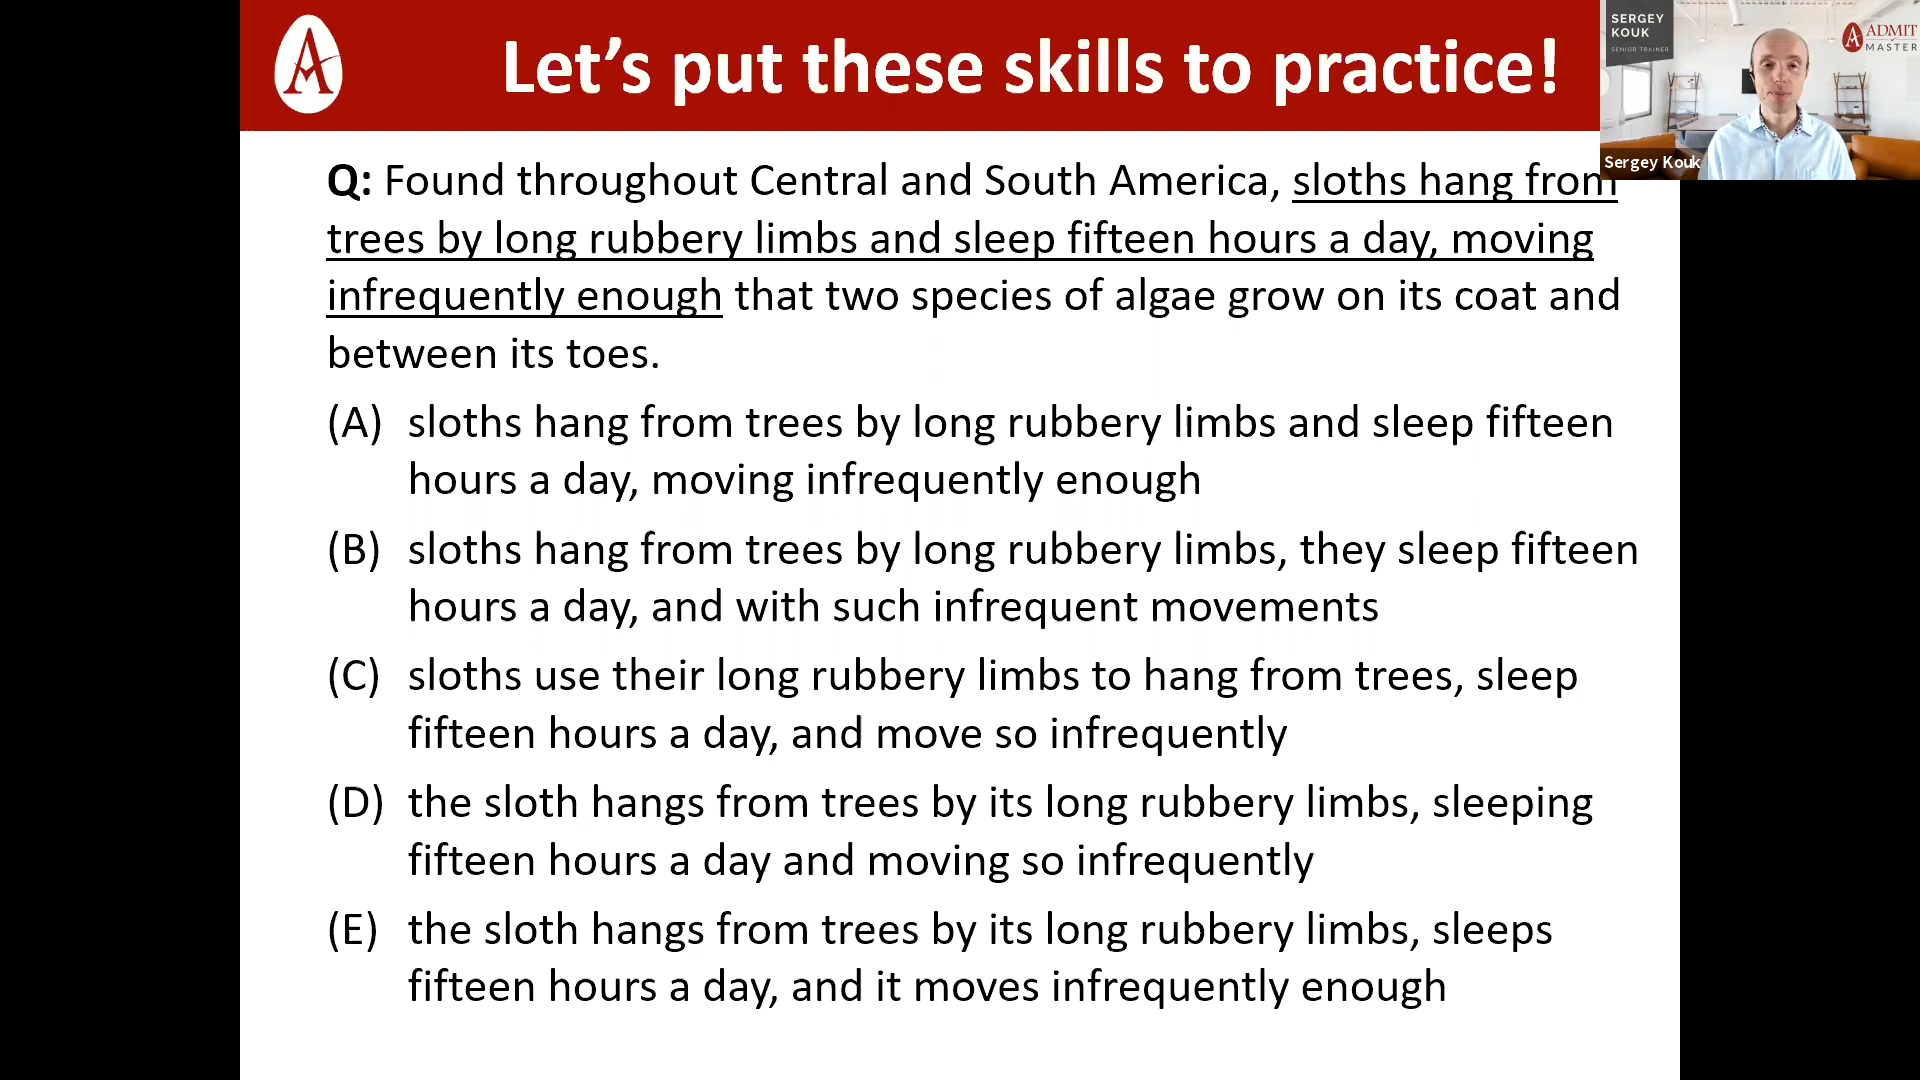 Let's put these skills to practice!
SERGEY
KOUK
SENIOR TRAINER
ADMIT
MASTER
Sergey Kouk
Q: Found throughout Central and South America, sloths hang from
trees by long rubbery limbs and sleep fifteen hours a day, moving
infrequently enough that two species of algae grow on its coat and
between its toes.
(A) sloths hang from trees by long rubbery limbs and sleep fifteen
hours a day, moving infrequently enough
(B) sloths hang from trees by long rubbery limbs, they sleep fifteen
hours a day, and with such infrequent movements
(C) sloths use their long rubbery limbs to hang from trees, sleep
fifteen hours a day, and move so infrequently
(D) the sloth hangs from trees by its long rubbery limbs, sleeping
fifteen hours a day and moving so infrequently
(E) the sloth hangs from trees by its long rubbery limbs, sleeps
fifteen hours a day, and it moves infrequently enough